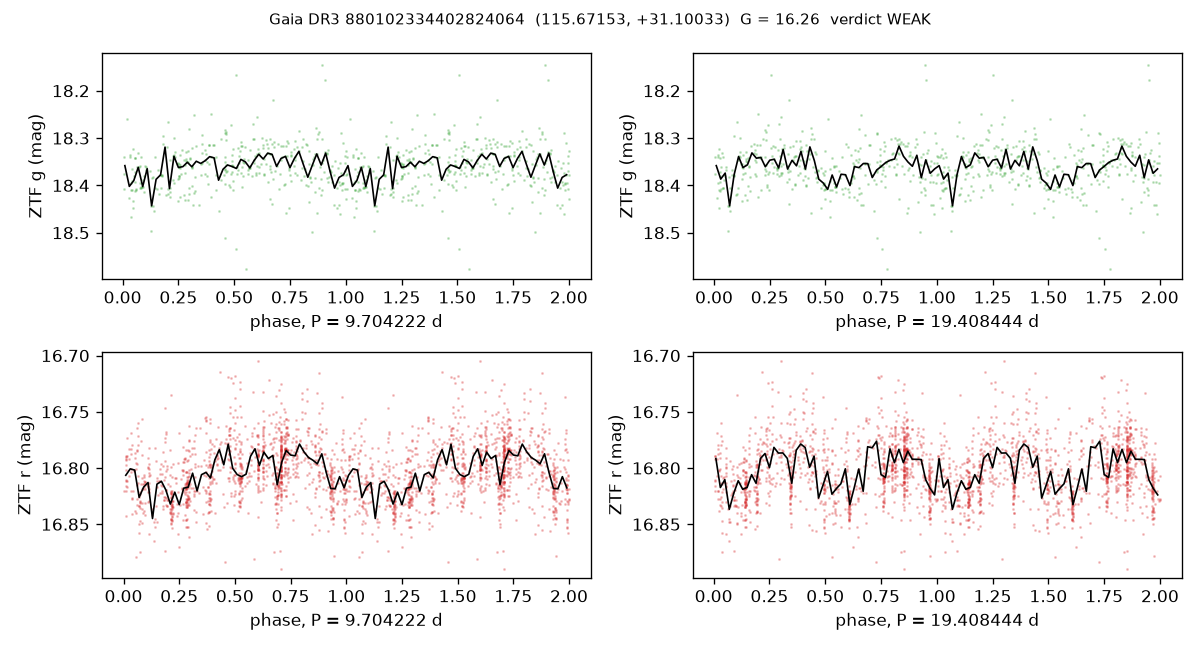 Gaia DR3 880102334402824064  (115.67153, +31.10033)  G = 16.26  verdict WEAK
ZTF g (mag)
18.2
18.3
18.4
18.5
0.00 0.25 0.50 0.75 1.00 1.25 1.50 1.75 2.00
phase, P = 9.704222 d
ZTF g (mag)
18.2
18.3
18.4
18.5
0.00 0.25 0.50 0.75 1.00 1.25 1.50 1.75 2.00
phase, P = 19.408444 d
ZTF r (mag)
16.70
16.75
16.80
16.85
0.00 0.25 0.50 0.75 1.00 1.25 1.50 1.75 2.00
phase, P = 9.704222 d
ZTF r (mag)
16.70
16.75
16.80
16.85
0.00 0.25 0.50 0.75 1.00 1.25 1.50 1.75 2.00
phase, P = 19.408444 d